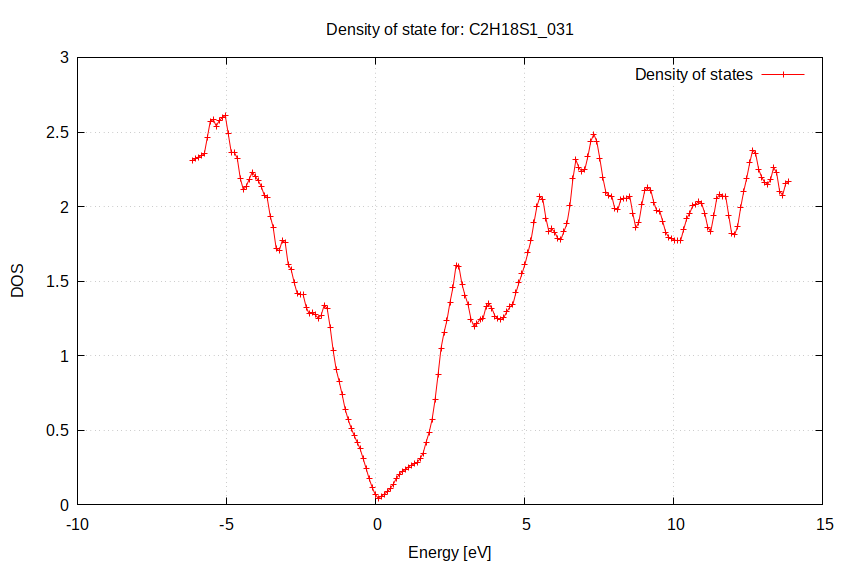 Density of state for: C2H18S1_031
Density of states
3
2.5
2
1.5
1
0.5
0
DOS
-10 -5 0 5 10 15
Energy [eV]